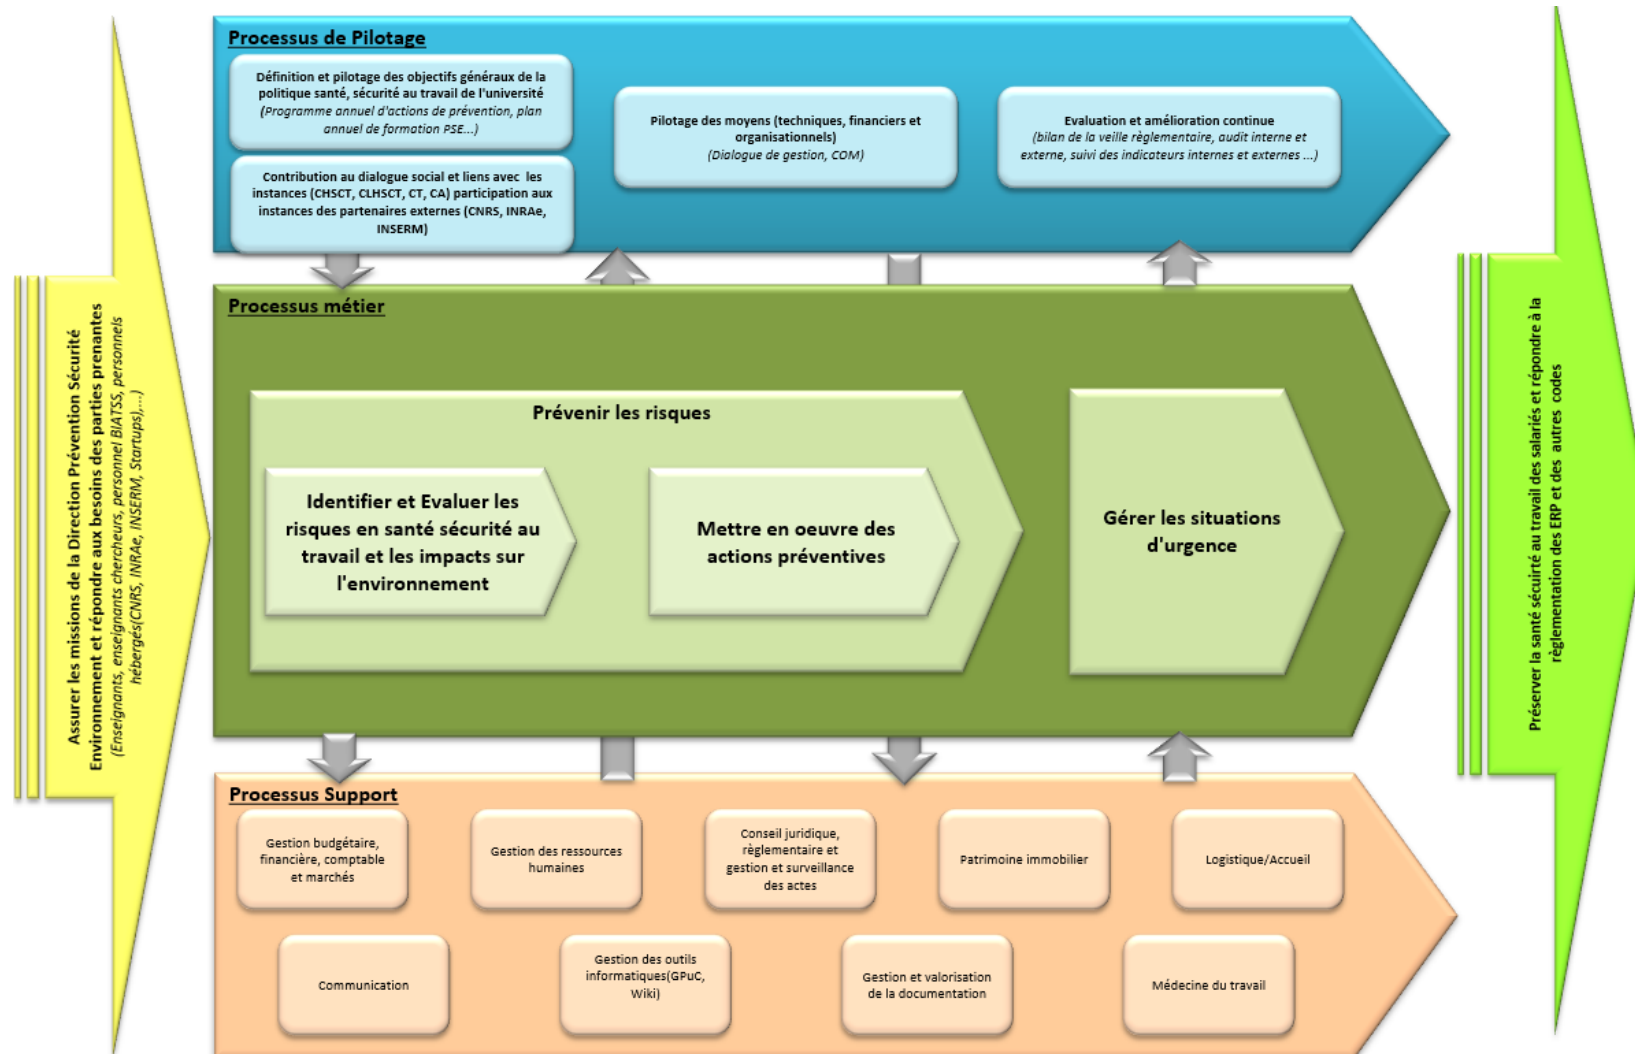 Assurer les missions de la Direction Prévention Sécurité
Environnement et répondre aux besoins des parties prenantes
(Enseignants, enseignants chercheurs, personnel BIATSS, personnels
hébergés(CNRS, INRAe, INSERM, Startups),...)
Processus de Pilotage
Définition et pilotage des objectifs généraux de la
politique santé, sécurité au travail de l'université
(Programme annuel d'actions de prévention, plan
annuel de formation PSE...)
Contribution au dialogue social et liens avec les
instances (CHSCT, CLHSCT, CT, CA) participation aux
instances des partenaires externes (CNRS, INRAe,
INSERM)
Pilotage des moyens (techniques, financiers et
organisationnels)
(Dialogue de gestion, COM)
Evaluation et amélioration continue
(bilan de la veille règlementaire, audit interne et
externe, suivi des indicateurs internes et externes ...)
Processus métier
Prévenir les risques
Identifier et Evaluer les
risques en santé sécurité au
travail et les impacts sur
l'environnement
Mettre en oeuvre des
actions préventives
Gérer les situations
d'urgence
Processus Support
Gestion budgétaire,
financière, comptable
et marchés
Gestion des ressources
humaines
Conseil juridique,
règlementaire et
gestion et surveillance
des actes
Patrimoine immobilier
Logistique/Accueil
Communication
Gestion des outils
informatiques(GPuC,
Wiki)
Gestion et valorisation
de la documentation
Médecine du travail
Préserver la santé sécuirté au travail des salariés et répondre à la
règlementation des ERP et des autres codes